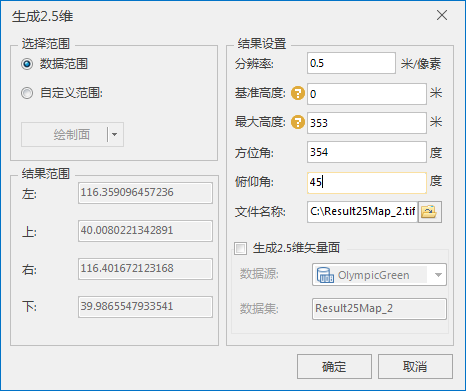 生成2.5维
选择范围
数据范围
自定义范围:
绘制面
结果范围
左: 116.359096457236
上: 40.0080221342891
右: 116.401672123168
下: 39.9865547933541
结果设置
分辨率: 0.5 米/像素
基准高度: ? 0 米
最大高度: ? 353 米
方位角: 354 度
俯仰角: 45 度
文件名称: C:\Result25Map_2.tif
生成2.5维矢量面
数据源: OlympicGreen
数据集: Result25Map_2
确定 取消